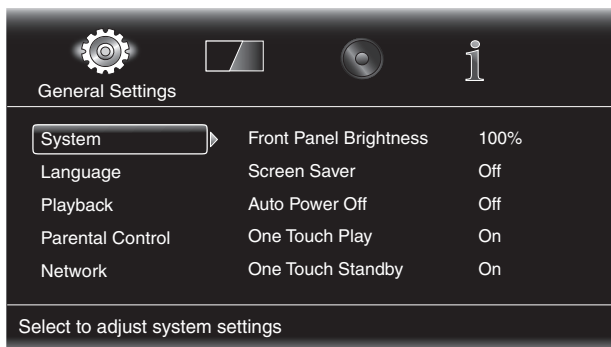 General Settings
System Front Panel Brightness 100%
Language Screen Saver Off
Playback Auto Power Off Off
Parental Control One Touch Play On
Network One Touch Standby On
Select to adjust system settings